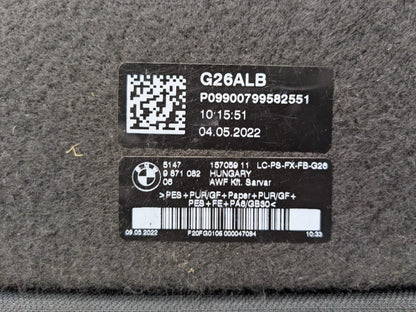 G26ALB
P09900799582551
10:15:51
04.05.2022
BMW
5147 157059 11 LC-PS-FX-FB-G26
9 871 062 HUNGARY
06 AWF Kft. Sarvar
>PES+PUR/GF+Paper+PUR/GF+
PES+FE+PA6/GB30<
F20FG0106 000047094
09.05.2022 10:33